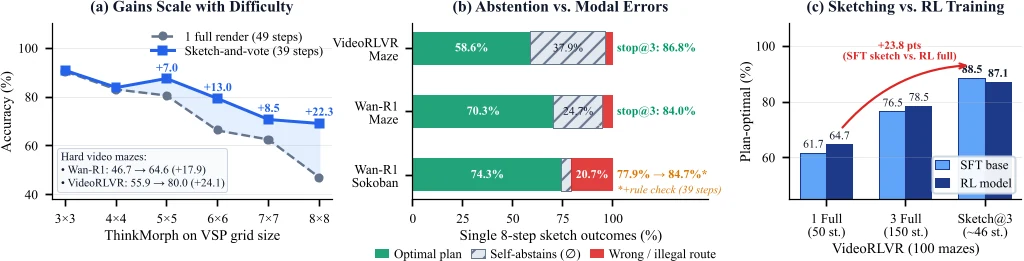 (a) Gains Scale with Difficulty
1 full render (49 steps)
Sketch-and-vote (39 steps)
Accuracy (%)
100
80
60
40
+7.0
+13.0
+8.5
+22.3
Hard video mazes:
• Wan-R1: 46.7 → 64.6 (+17.9)
• VideoRLVR: 55.9 → 80.0 (+24.1)
3×3 4×4 5×5 6×6 7×7 8×8
ThinkMorph on VSP grid size
(b) Abstention vs. Modal Errors
VideoRLVR
Maze
58.6% 37.9% stop@3: 86.8%
Wan-R1
Maze
70.3% 24.7% stop@3: 84.0%
Wan-R1
Sokoban
74.3% 20.7% 77.9% → 84.7%*
*+rule check (39 steps)
0 25 50 75 100
Single 8-step sketch outcomes (%)
Optimal plan Self-abstains (∅) Wrong / illegal route
(c) Sketching vs. RL Training
Plan-optimal (%)
100
80
60
+23.8 pts
(SFT sketch vs. RL full)
61.7 64.7
76.5 78.5
88.5 87.1
SFT base
RL model
1 Full
(50 st.)
3 Full
(150 st.)
Sketch@3
(~46 st.)
VideoRLVR (100 mazes)